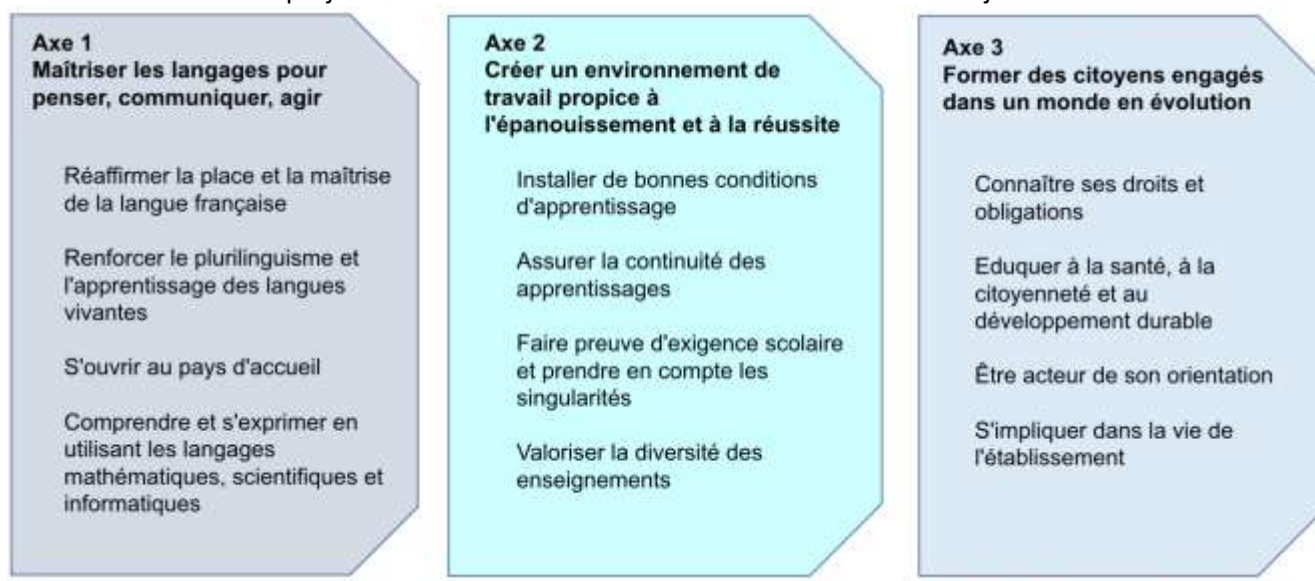 Axe 1
Maîtriser les langages pour
penser, communiquer, agir
Réaffirmer la place et la maîtrise
de la langue française
Renforcer le plurilinguisme et
l'apprentissage des langues
vivantes
S'ouvrir au pays d'accueil
Comprendre et s'exprimer en
utilisant les langages
mathématiques, scientifiques et
informatiques
Axe 2
Créer un environnement de
travail propice à
l'épanouissement et à la réussite
Installer de bonnes conditions
d'apprentissage
Assurer la continuité des
apprentissages
Faire preuve d'exigence scolaire
et prendre en compte les
singularités
Valoriser la diversité des
enseignements
Axe 3
Former des citoyens engagés
dans un monde en évolution
Connaître ses droits et
obligations
Eduquer à la santé, à la
citoyenneté et au
développement durable
Être acteur de son orientation
S'impliquer dans la vie de
l'établissement